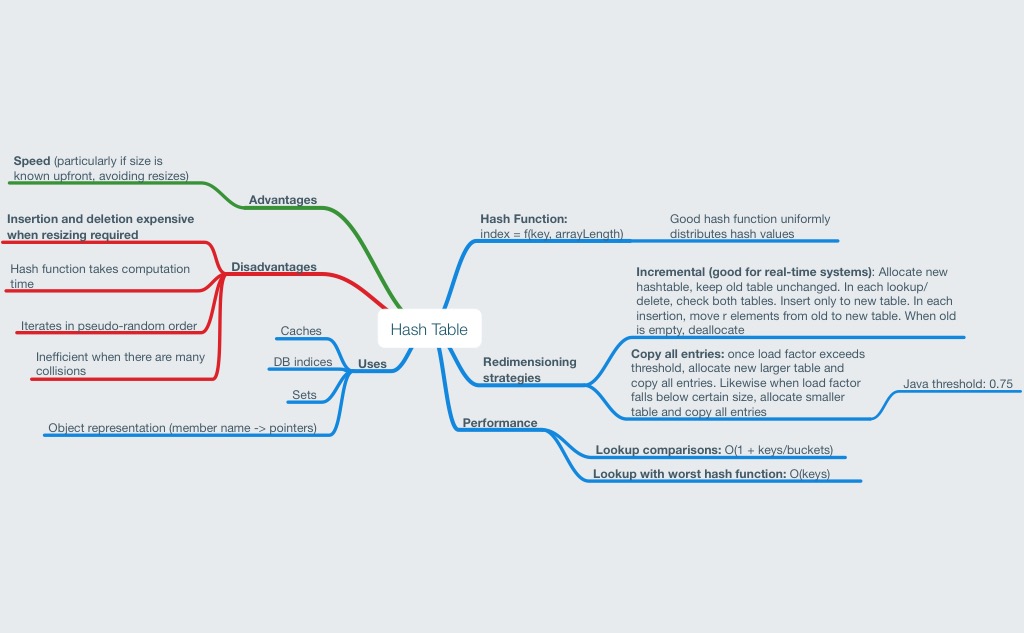 Hash Table
Advantages
Speed (particularly if size is
known upfront, avoiding resizes)
Disadvantages
Insertion and deletion expensive
when resizing required
Hash function takes computation
time
Iterates in pseudo-random order
Inefficient when there are many
collisions
Uses
Caches
DB indices
Sets
Object representation (member name -> pointers)
Hash Function:
index = f(key, arrayLength)
Good hash function uniformly
distributes hash values
Redimensioning
strategies
Incremental (good for real-time systems): Allocate new
hashtable, keep old table unchanged. In each lookup/
delete, check both tables. Insert only to new table. In each
insertion, move r elements from old to new table. When old
is empty, deallocate
Copy all entries: once load factor exceeds
threshold, allocate new larger table and
copy all entries. Likewise when load factor
falls below certain size, allocate smaller
table and copy all entries
Java threshold: 0.75
Performance
Lookup comparisons: O(1 + keys/buckets)
Lookup with worst hash function: O(keys)